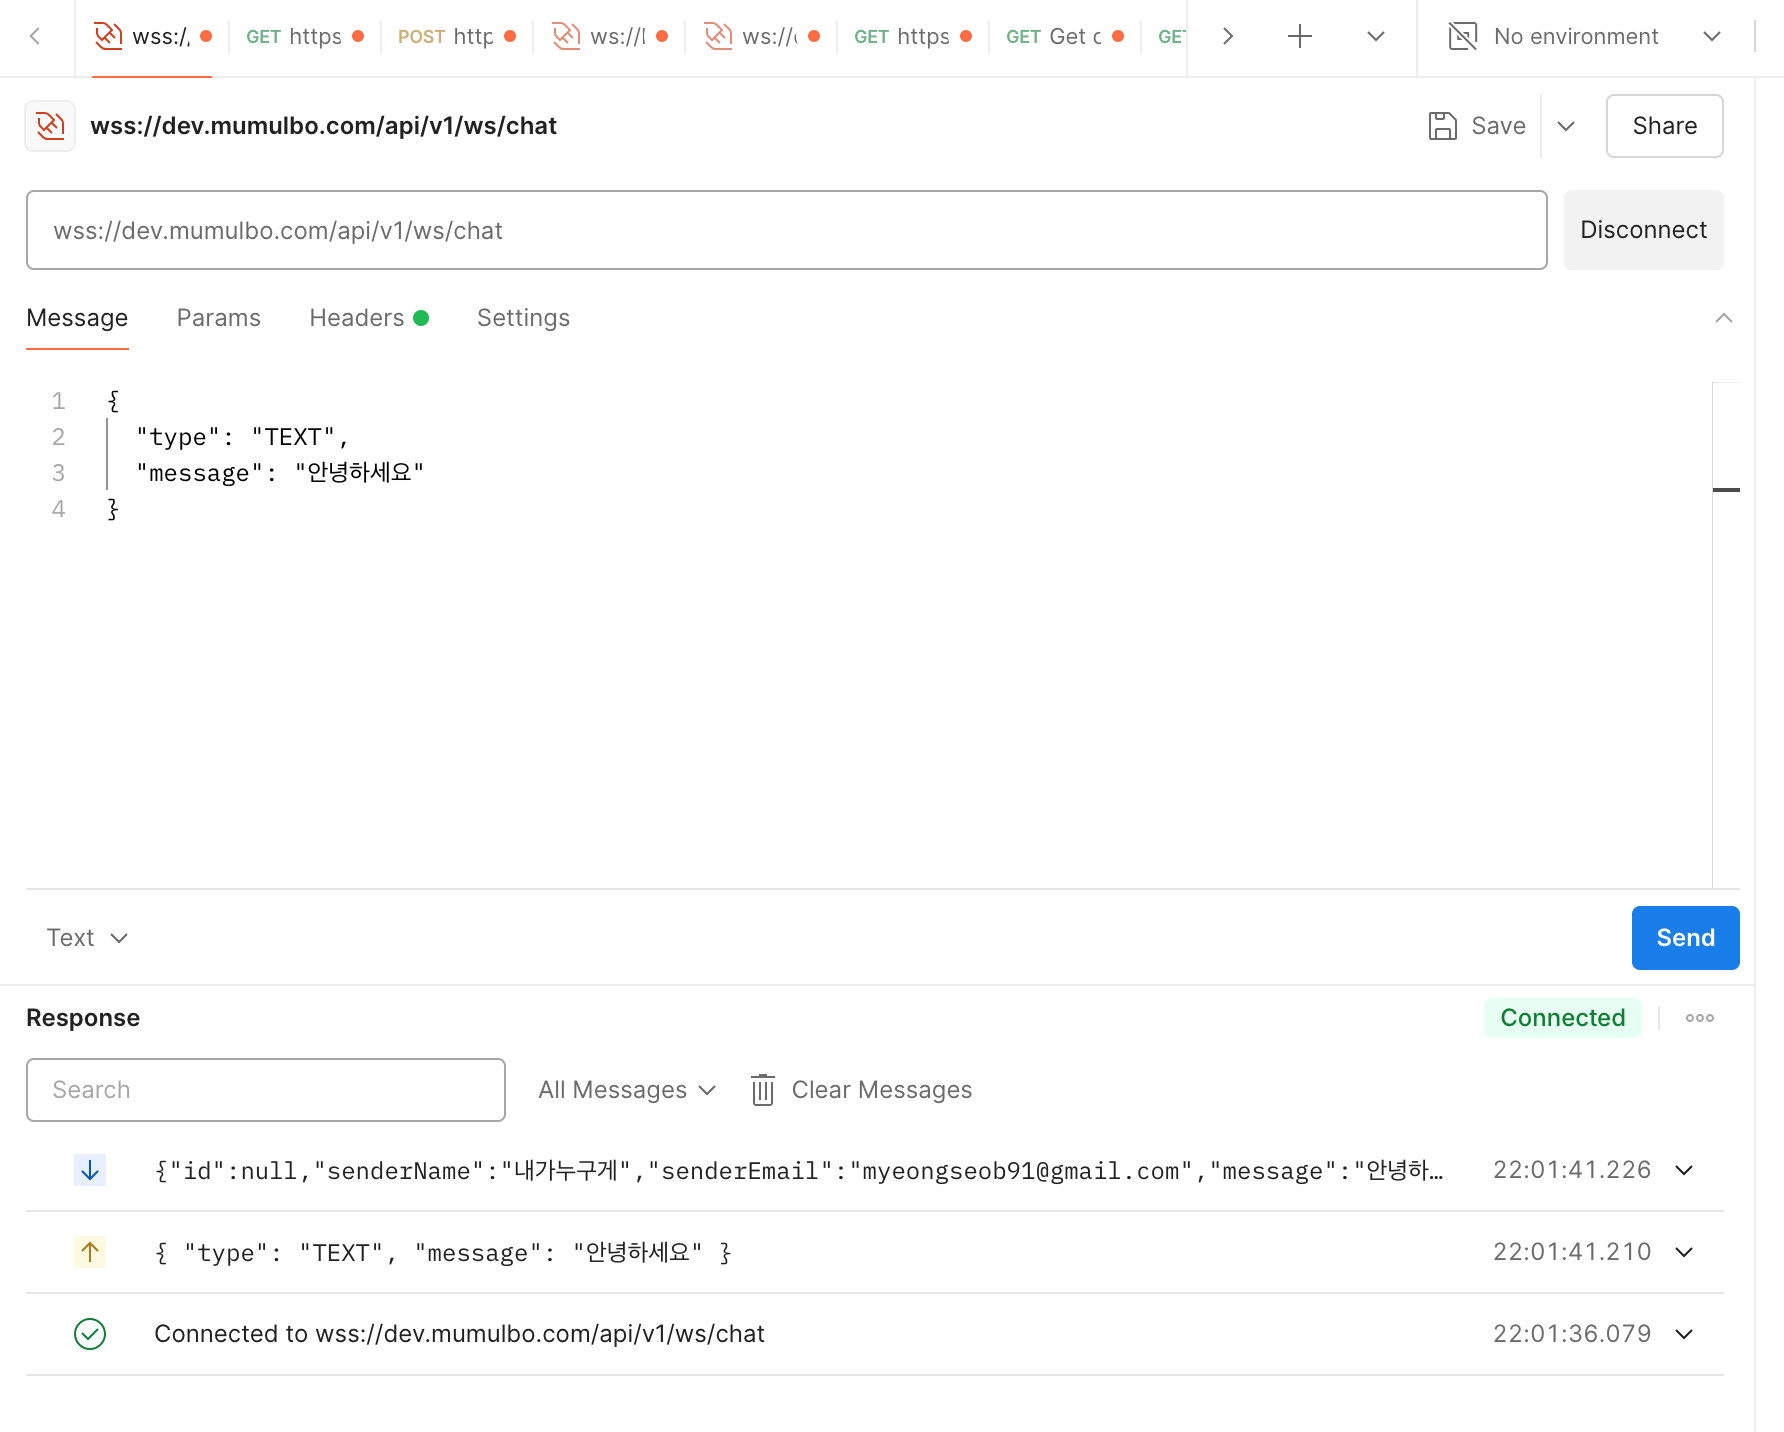 wss:/, GET https POST http ws://l ws:// GET https GET Get c GET No environment
wss://dev.mumulbo.com/api/v1/ws/chat Save Share
wss://dev.mumulbo.com/api/v1/ws/chat Disconnect
Message Params Headers Settings
1 {
2 "type": "TEXT",
3 "message": "안녕하세요"
4 }
Text Send
Response Connected
Search All Messages Clear Messages
{"id":null,"senderName":"내가누구게","senderEmail":"myeongseob91@gmail.com","message":"안녕하… 22:01:41.226
{ "type": "TEXT", "message": "안녕하세요" } 22:01:41.210
Connected to wss://dev.mumulbo.com/api/v1/ws/chat 22:01:36.079